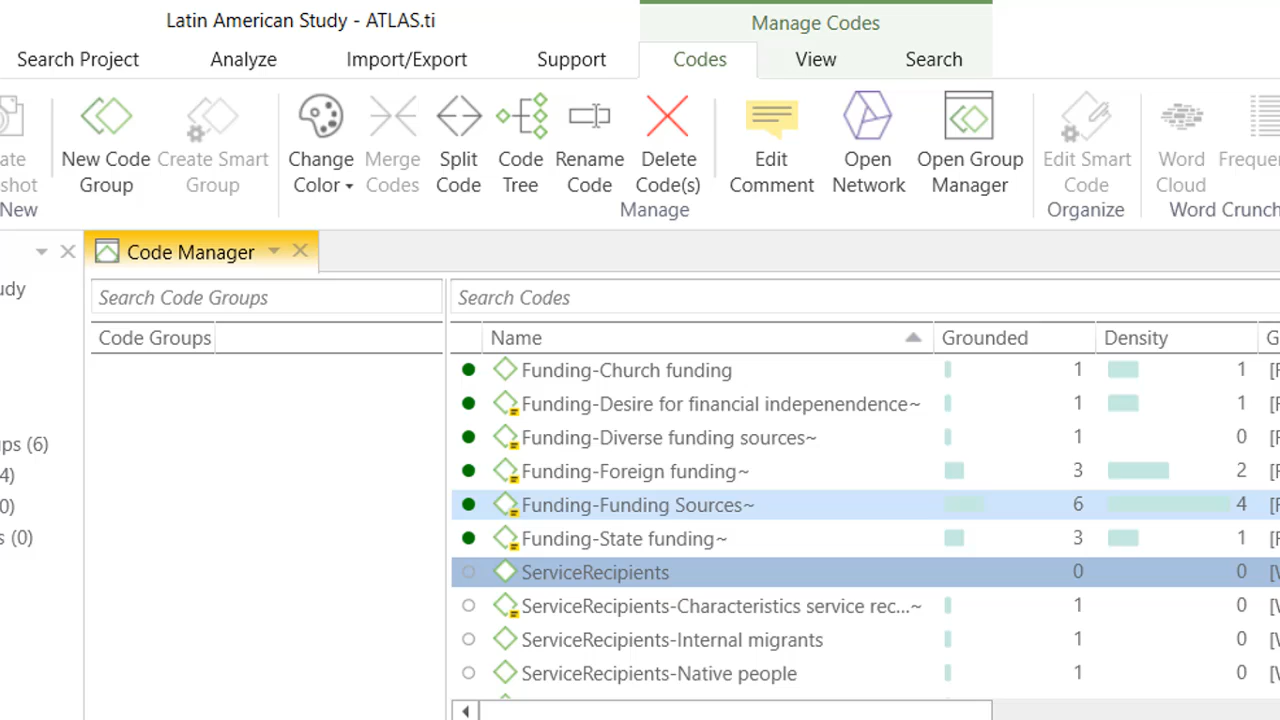 Latin American Study - ATLAS.ti
Manage Codes
Search Project Analyze Import/Export Support Codes View Search
New Code Group
Create Smart Group
Change Color
Merge Codes
Split Code
Code Tree
Rename Code
Delete Code(s)
Edit Comment
Open Network
Open Group Manager
Edit Smart Code
Word Cloud
New
Manage
Organize
Word Crunch
Code Manager
Search Code Groups
Search Codes
Code Groups
Name Grounded Density
Funding-Church funding 1 1
Funding-Desire for financial indepenendence~ 1 1
Funding-Diverse funding sources~ 1 0
Funding-Foreign funding~ 3 2
Funding-Funding Sources~ 6 4
Funding-State funding~ 3 1
ServiceRecipients 0 0
ServiceRecipients-Characteristics service rec...~ 1 0
ServiceRecipients-Internal migrants 1 0
ServiceRecipients-Native people 1 0
(6)
(0)